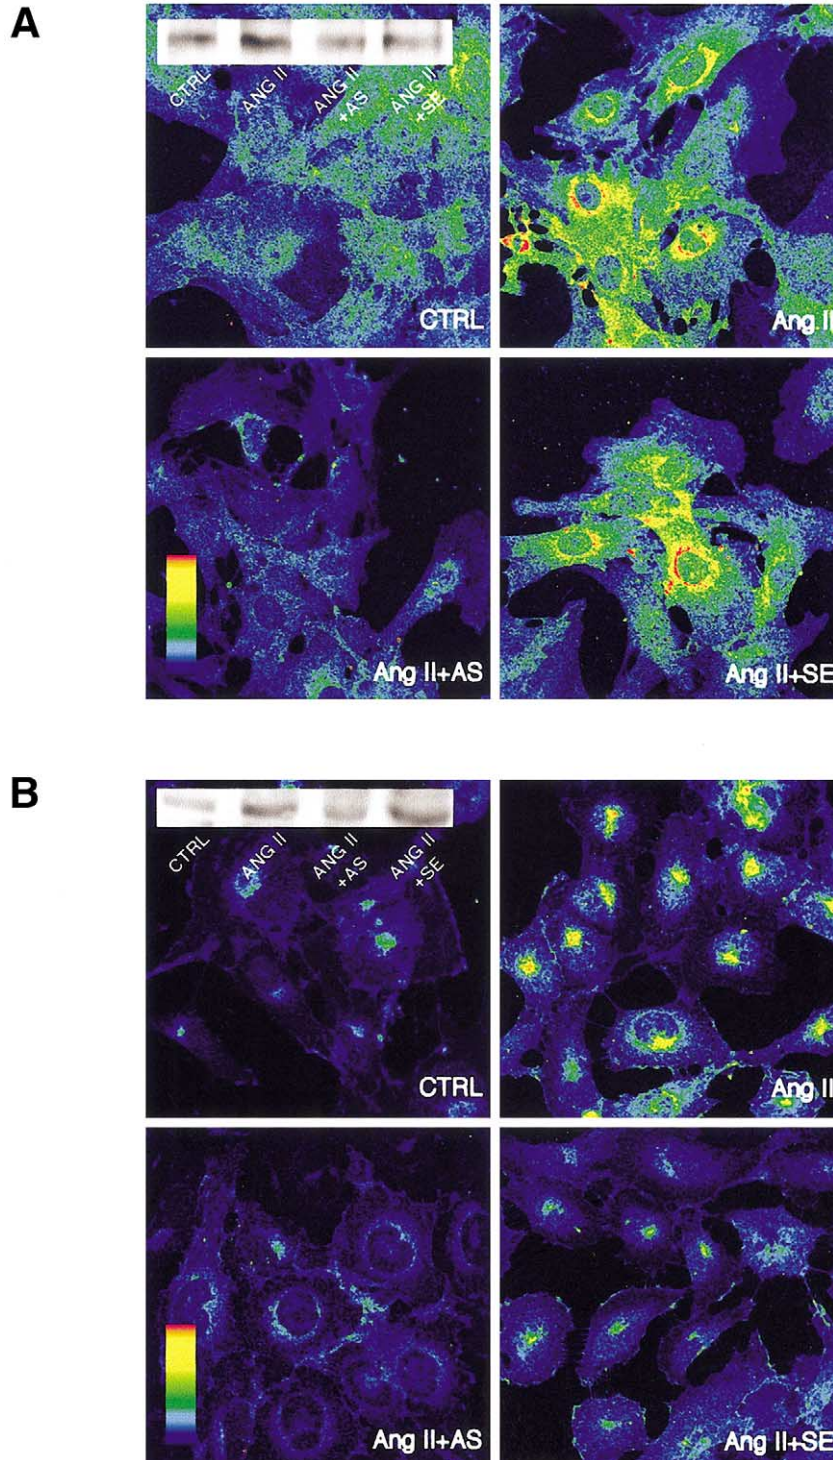 A
CTRL
ANG II
ANG II
+AS
ANG II
+SE
CTRL
Ang II
Ang II+AS
Ang II+SE
B
CTRL
ANG II
ANG II
+AS
ANG II
+SE
CTRL
Ang II
Ang II+AS
Ang II+SE